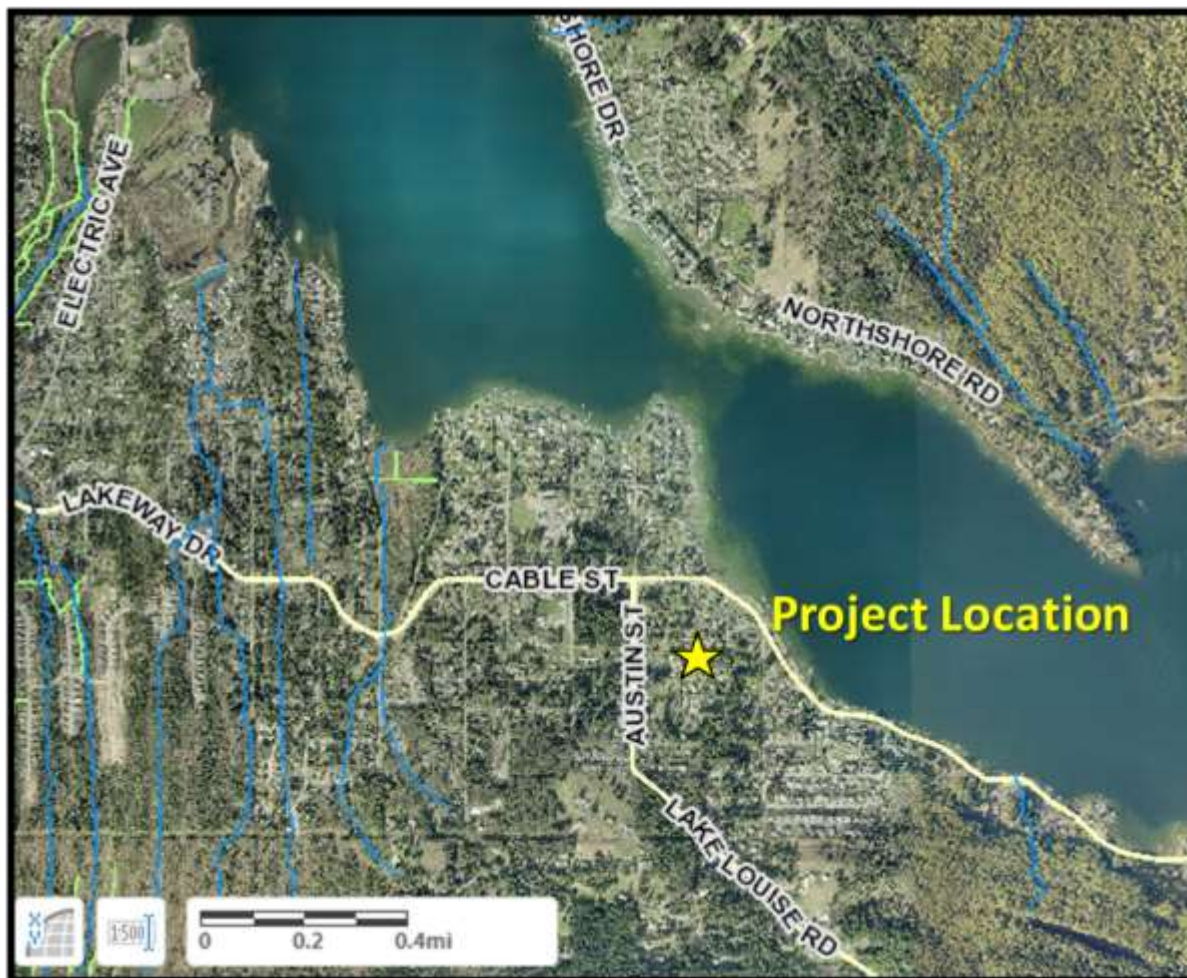 SHORE DR
ELECTRIC AVE
NORTHSHORE RD
LAKEWAY DR
CABLE ST
Project Location
AUSTIN ST
LAKE LOUISE RD
X
Y
1:500
0 0.2 0.4mi